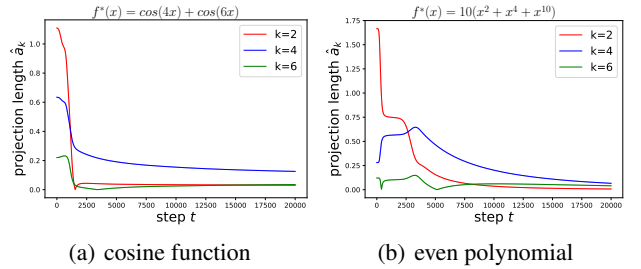 f*(x) = cos(4x) + cos(6x)
projection length â_k
1.0
0.8
0.6
0.4
0.2
0.0
k=2
k=4
k=6
0 2500 5000 7500 10000 12500 15000 17500 20000
step t
(a) cosine function
f*(x) = 10(x² + x⁴ + x¹⁰)
projection length â_k
1.75
1.50
1.25
1.00
0.75
0.50
0.25
0.00
k=2
k=4
k=6
0 2500 5000 7500 10000 12500 15000 17500 20000
step t
(b) even polynomial